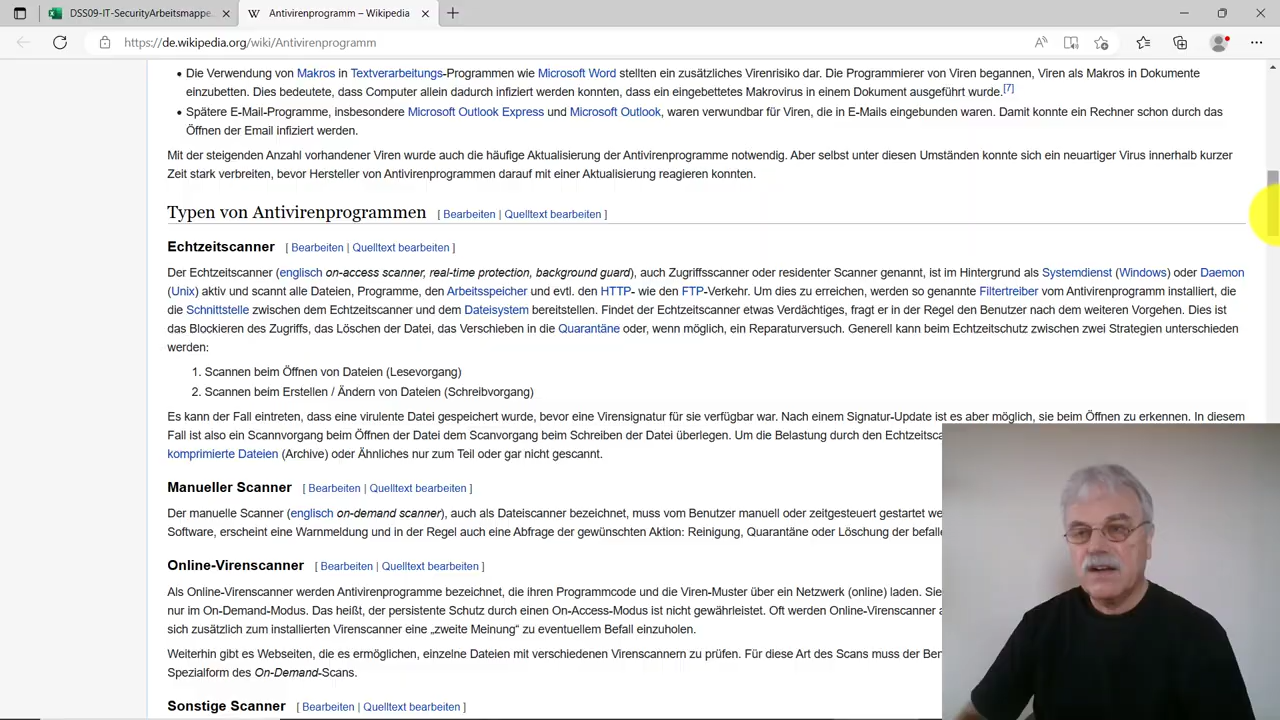 DSS09-IT-SecurityArbeitsmappe.
Antivirenprogramm – Wikipedia
https://de.wikipedia.org/wiki/Antivirenprogramm
Die Verwendung von Makros in Textverarbeitungs-Programmen wie Microsoft Word stellten ein zusätzliches Virenrisiko dar. Die Programmierer von Viren begannen, Viren als Makros in Dokumente
einzubetten. Dies bedeutete, dass Computer allein dadurch infiziert werden konnten, dass ein eingebettetes Makrovirus in einem Dokument ausgeführt wurde.[7]
Spätere E-Mail-Programme, insbesondere Microsoft Outlook Express und Microsoft Outlook, waren verwundbar für Viren, die in E-Mails eingebunden waren. Damit konnte ein Rechner schon durch das
Öffnen der Email infiziert werden.
Mit der steigenden Anzahl vorhandener Viren wurde auch die häufige Aktualisierung der Antivirenprogramme notwendig. Aber selbst unter diesen Umständen konnte sich ein neuartiger Virus innerhalb kurzer
Zeit stark verbreiten, bevor Hersteller von Antivirenprogrammen darauf mit einer Aktualisierung reagieren konnten.
Typen von Antivirenprogrammen [ Bearbeiten | Quelltext bearbeiten ]
Echtzeitscanner [ Bearbeiten | Quelltext bearbeiten ]
Der Echtzeitscanner (englisch on-access scanner, real-time protection, background guard), auch Zugriffsscanner oder residenter Scanner genannt, ist im Hintergrund als Systemdienst (Windows) oder Daemon
(Unix) aktiv und scannt alle Dateien, Programme, den Arbeitsspeicher und evtl. den HTTP- wie den FTP-Verkehr. Um dies zu erreichen, werden so genannte Filtertreiber vom Antivirenprogramm installiert, die
die Schnittstelle zwischen dem Echtzeitscanner und dem Dateisystem bereitstellen. Findet der Echtzeitscanner etwas Verdächtiges, fragt er in der Regel den Benutzer nach dem weiteren Vorgehen. Dies ist
das Blockieren des Zugriffs, das Löschen der Datei, das Verschieben in die Quarantäne oder, wenn möglich, ein Reparaturversuch. Generell kann beim Echtzeitschutz zwischen zwei Strategien unterschieden
werden:
1. Scannen beim Öffnen von Dateien (Lesevorgang)
2. Scannen beim Erstellen / Ändern von Dateien (Schreibvorgang)
Es kann der Fall eintreten, dass eine virulente Datei gespeichert wurde, bevor eine Virensignatur für sie verfügbar war. Nach einem Signatur-Update ist es aber möglich, sie beim Öffnen zu erkennen. In diesem
Fall ist also ein Scannvorgang beim Öffnen der Datei dem Scanvorgang beim Schreiben der Datei überlegen. Um die Belastung durch den Echtzeitsca
komprimierte Dateien (Archive) oder Ähnliches nur zum Teil oder gar nicht gescannt.
Manueller Scanner [ Bearbeiten | Quelltext bearbeiten ]
Der manuelle Scanner (englisch on-demand scanner), auch als Dateiscanner bezeichnet, muss vom Benutzer manuell oder zeitgesteuert gestartet we
Software, erscheint eine Warnmeldung und in der Regel auch eine Abfrage der gewünschten Aktion: Reinigung, Quarantäne oder Löschung der befalle
Online-Virenscanner [ Bearbeiten | Quelltext bearbeiten ]
Als Online-Virenscanner werden Antivirenprogramme bezeichnet, die ihren Programmcode und die Viren-Muster über ein Netzwerk (online) laden. Sie
nur im On-Demand-Modus. Das heißt, der persistente Schutz durch einen On-Access-Modus ist nicht gewährleistet. Oft werden Online-Virenscanner a
sich zusätzlich zum installierten Virenscanner eine „zweite Meinung“ zu eventuellem Befall einzuholen.
Weiterhin gibt es Webseiten, die es ermöglichen, einzelne Dateien mit verschiedenen Virenscannern zu prüfen. Für diese Art des Scans muss der Ben
Spezialform des On-Demand-Scans.
Sonstige Scanner [ Bearbeiten | Quelltext bearbeiten ]